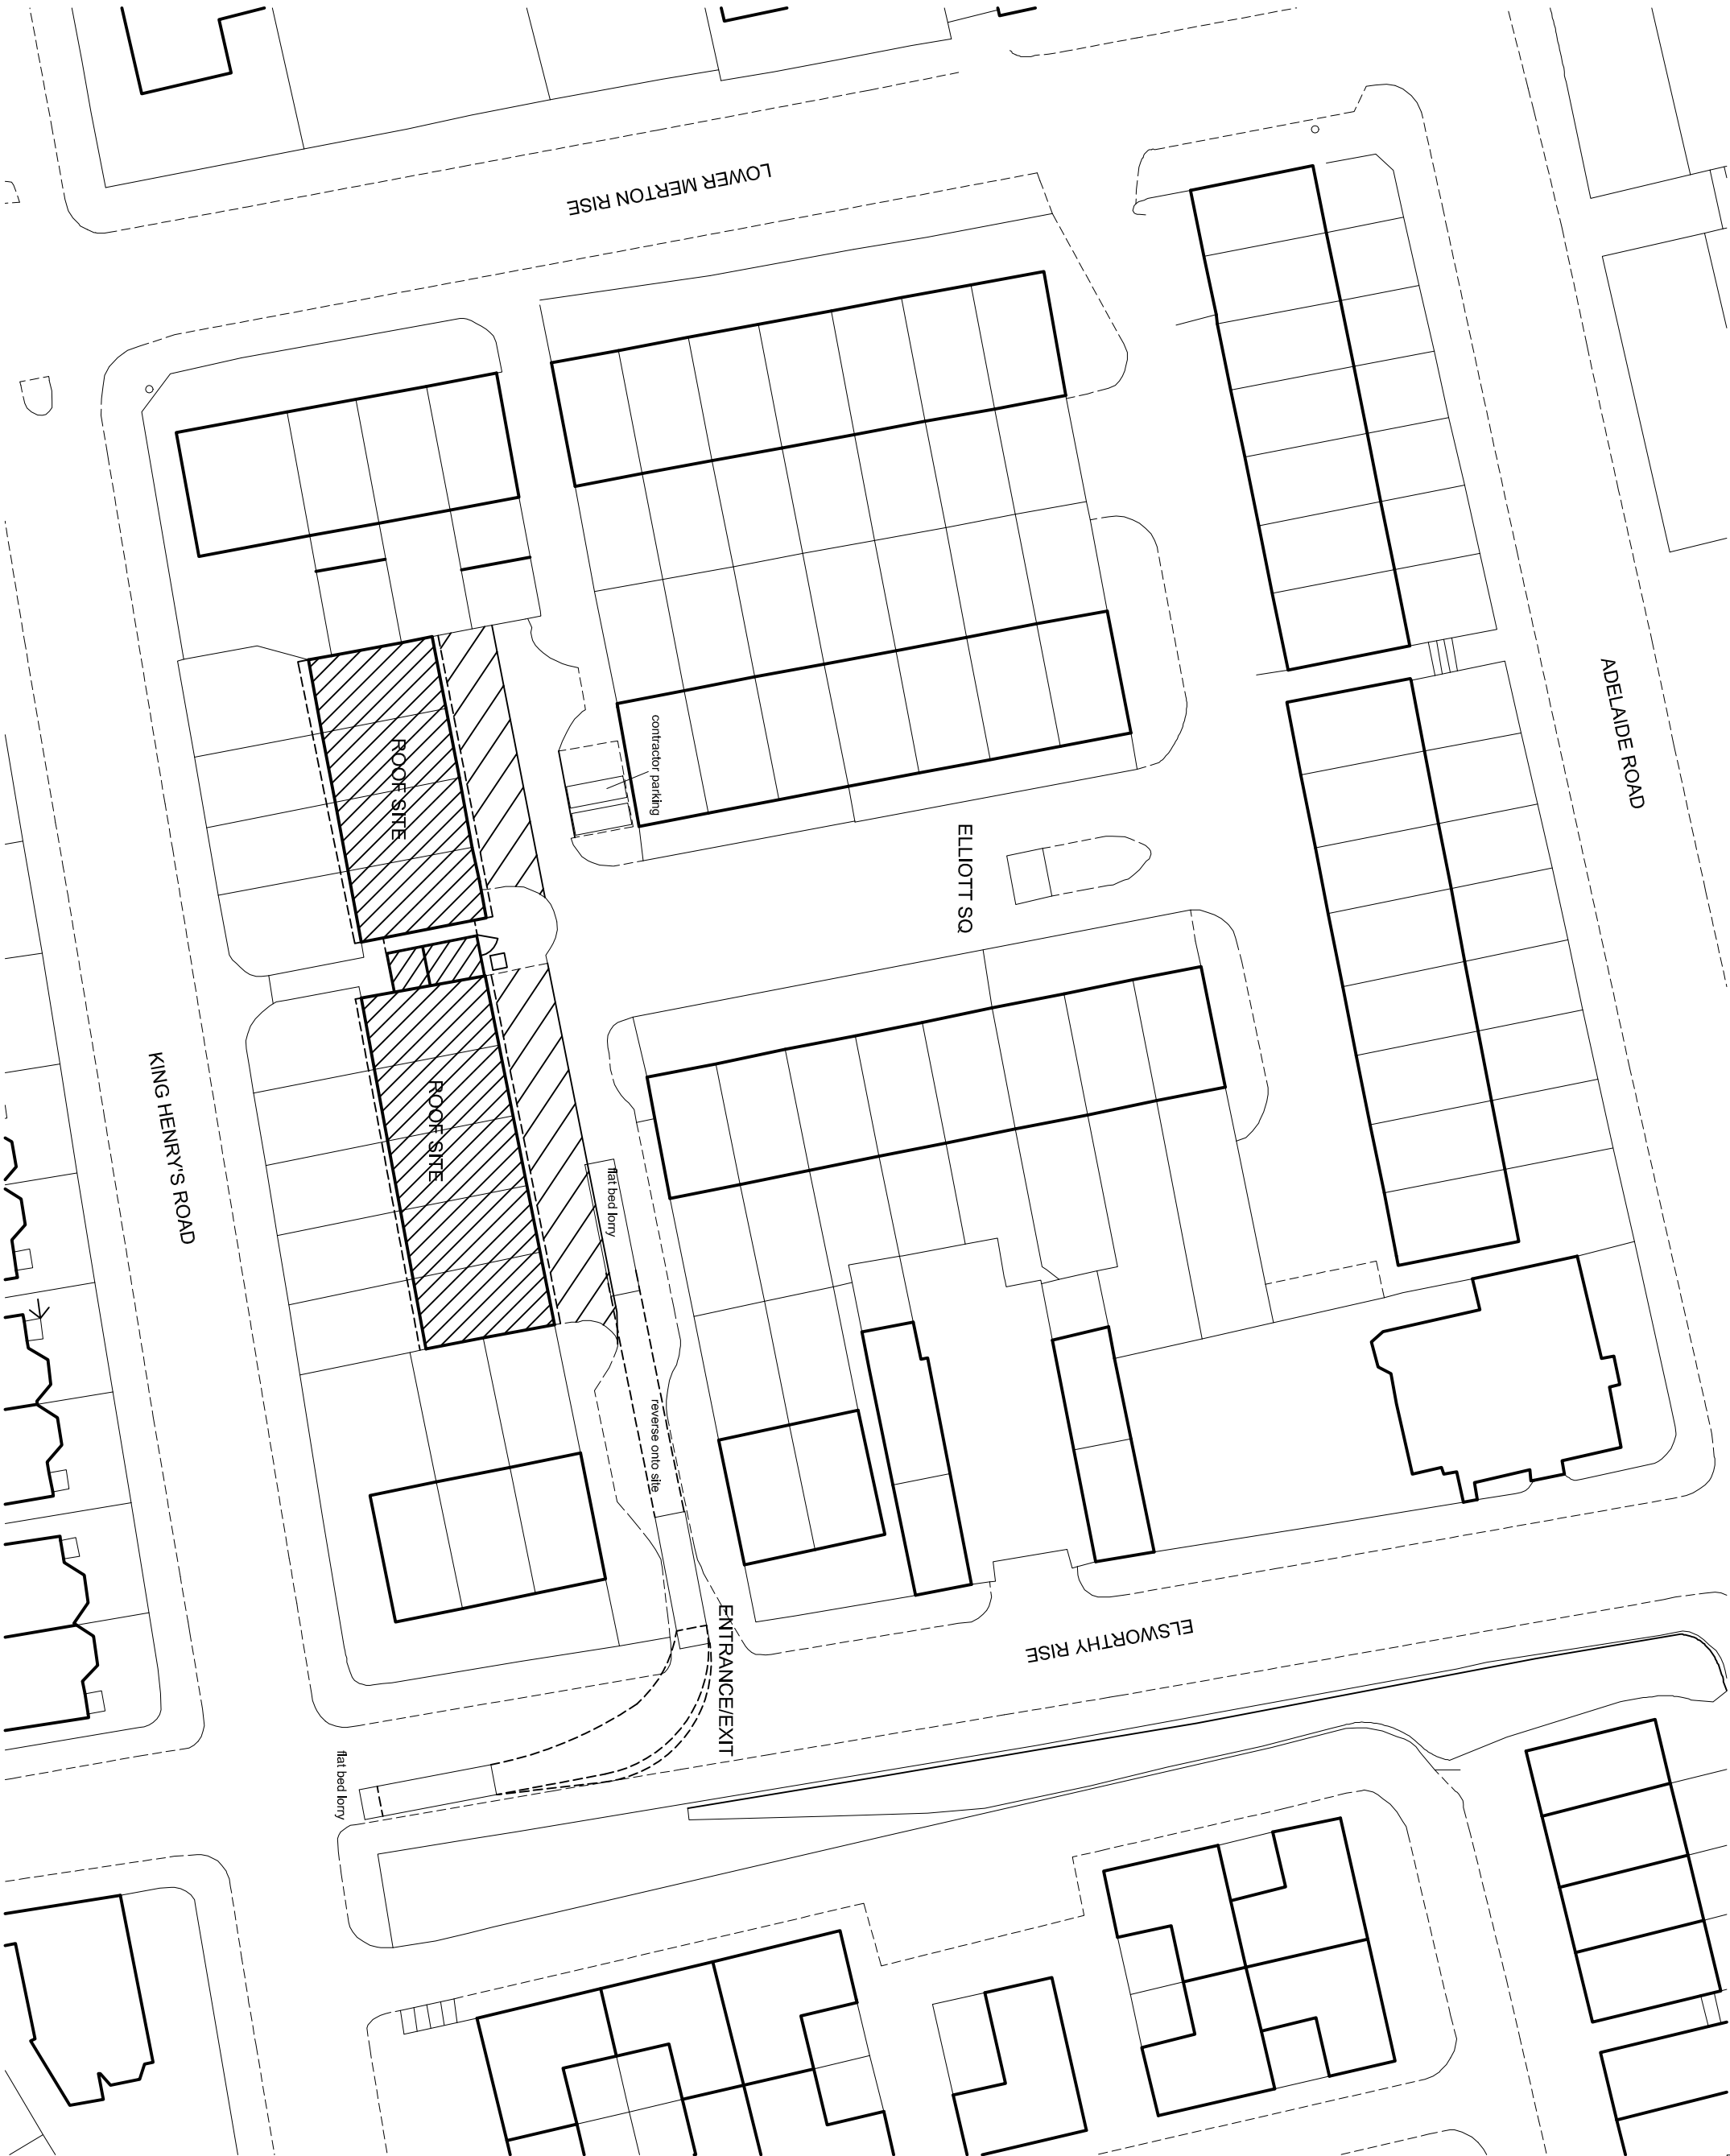 LOWER MERTON RISE
ADELAIDE ROAD
contractor parking
ROOF SITE
ELLIOTT SQ
KING HENRY'S ROAD
ROOF SITE
flat bed lorry
reverse onto site
ENTRANCE/EXIT
ELSWORTHY RISE
flat bed lorry